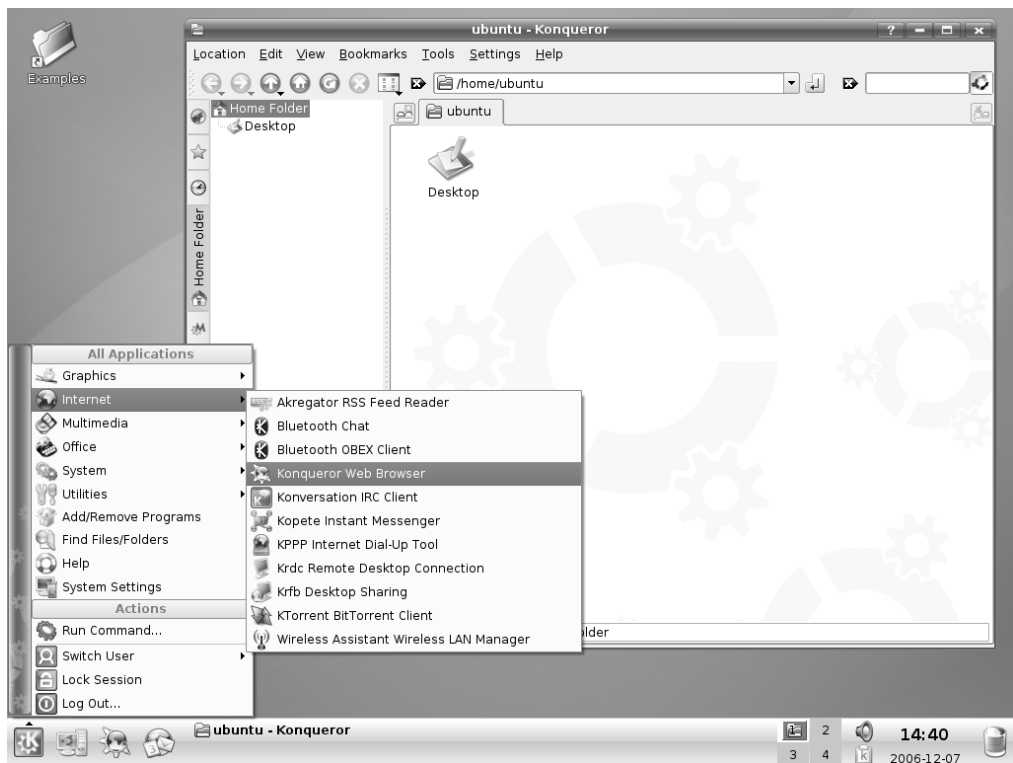 Examples
ubuntu - Konqueror
Location Edit View Bookmarks Tools Settings Help
/home/ubuntu
Home Folder
Desktop
ubuntu
Desktop
Home Folder
All Applications
Graphics
Internet
Multimedia
Office
System
Utilities
Add/Remove Programs
Find Files/Folders
Help
System Settings
Actions
Run Command...
Switch User
Lock Session
Log Out...
Akregator RSS Feed Reader
Bluetooth Chat
Bluetooth OBEX Client
Konqueror Web Browser
Konversation IRC Client
Kopete Instant Messenger
KPPP Internet Dial-Up Tool
Krdc Remote Desktop Connection
Krfb Desktop Sharing
KTorrent BitTorrent Client
Wireless Assistant Wireless LAN Manager
lder
ubuntu - Konqueror
2
3 4
14:40
2006-12-07